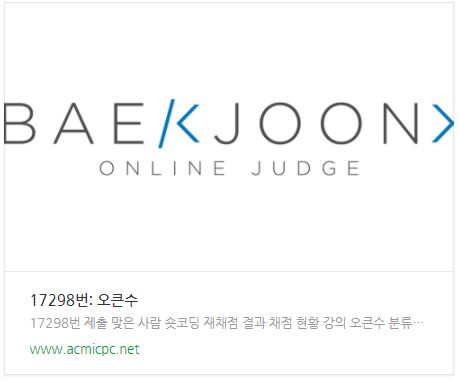 BAEKJOON
ONLINE JUDGE
17298번: 오큰수
17298번 제출 맞은 사람 숏코딩 재채점 결과 채점 현황 강의 오큰수 분류…
www.acmicpc.net